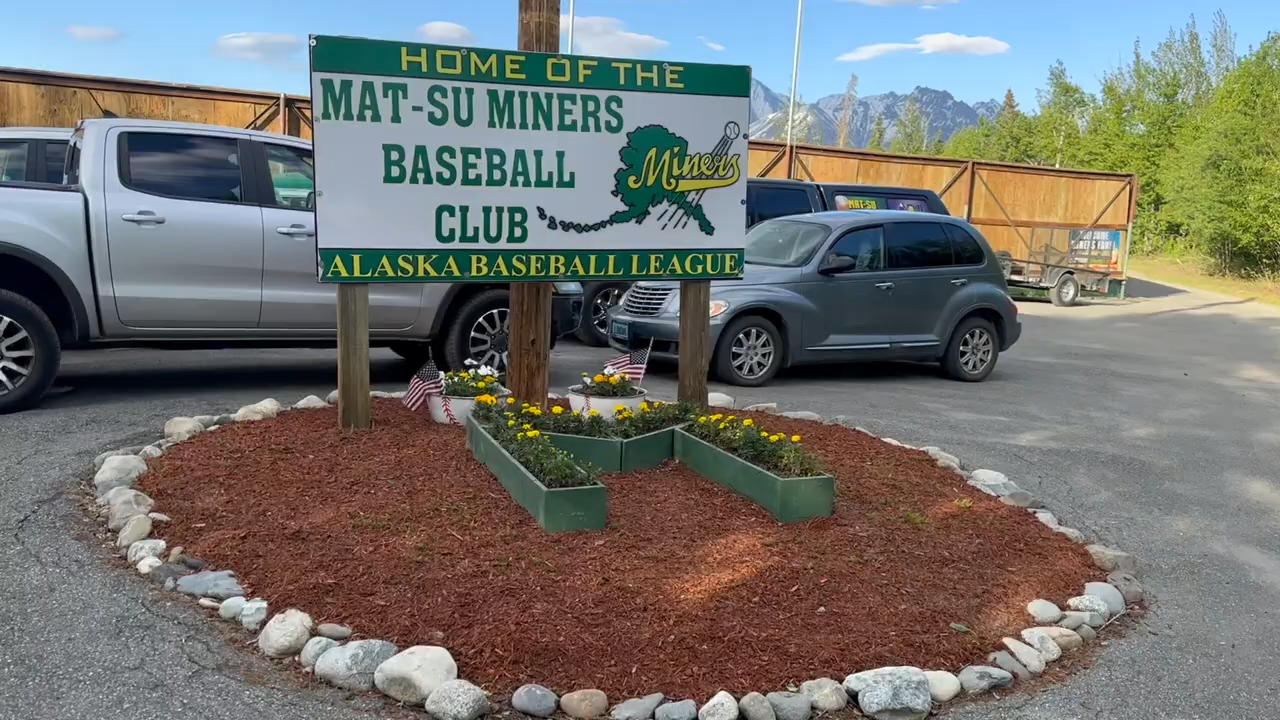 HOME OF THE
MAT-SU MINERS
BASEBALL
CLUB
Miners
ALASKA BASEBALL LEAGUE
MAT-SU